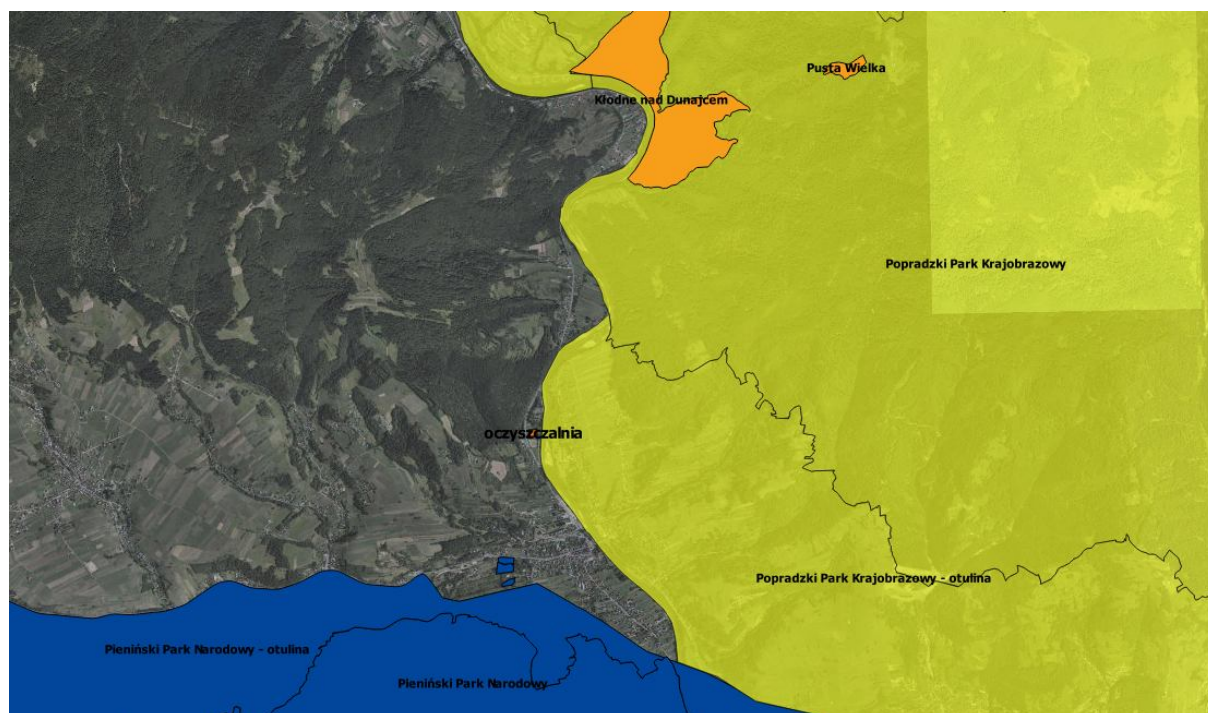 Pusta Wielka
Kłodne nad Dunajcem
Popradzki Park Krajobrazowy
oczyszczalnia
Popradzki Park Krajobrazowy - otulina
Pieniński Park Narodowy - otulina
Pieniński Park Narodowy